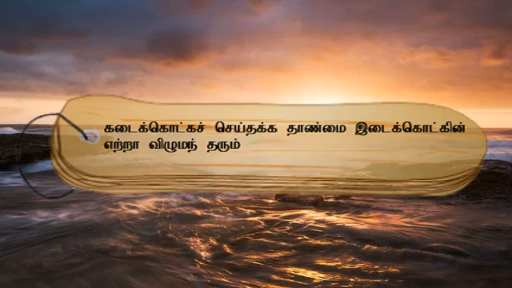 கடைக்கொட்கச் செய்தக்க தாண்மை இடைக்கொட்கின்
எற்றா விழுமந் தரும்